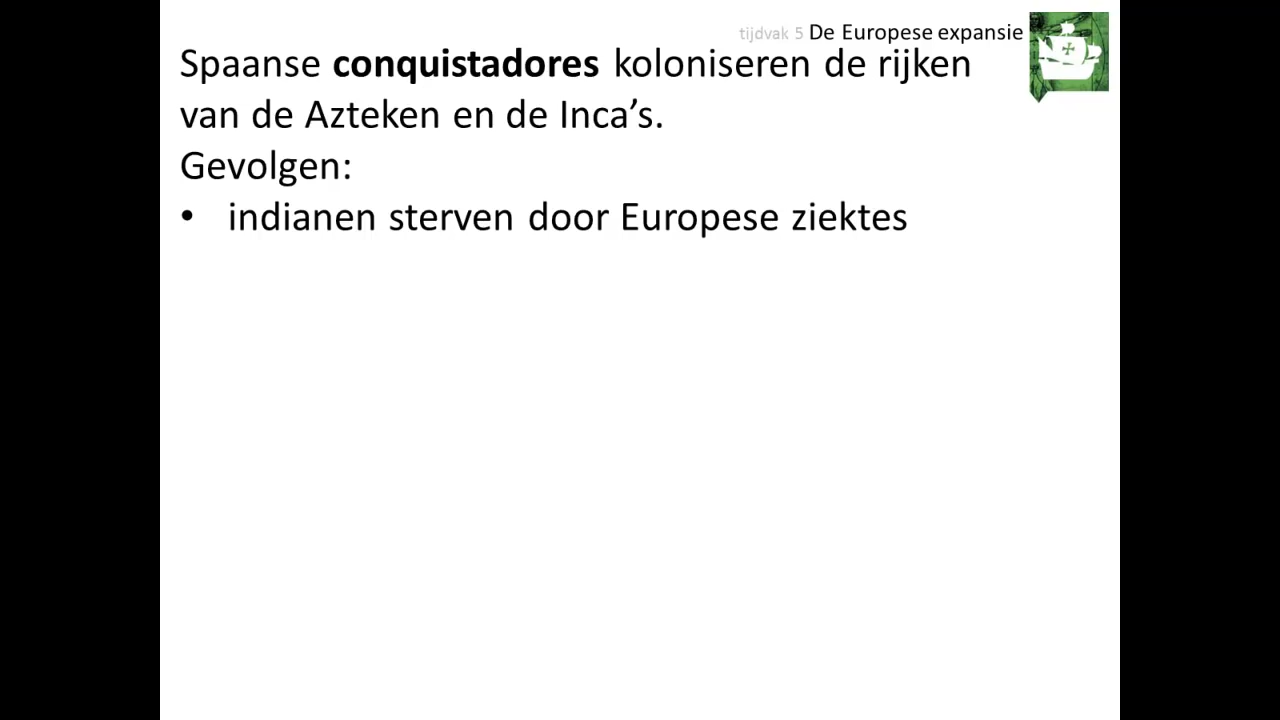 tijdvak 5 De Europese expansie
Spaanse conquistadores koloniseren de rijken
van de Azteken en de Inca’s.
Gevolgen:
• indianen sterven door Europese ziektes